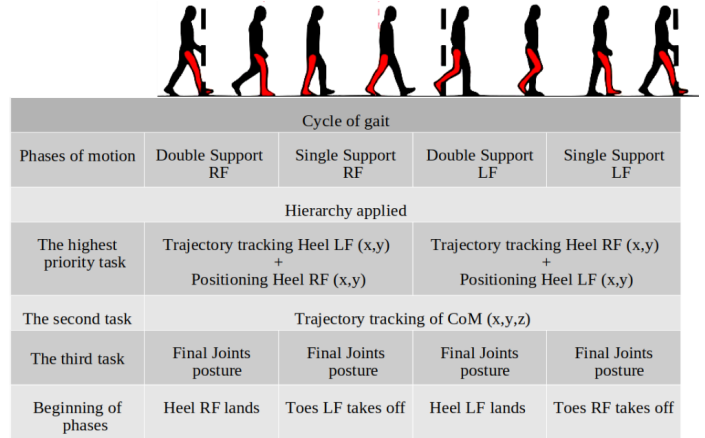 Cycle of gait
Phases of motion
Double Support
RF
Single Support
RF
Double Support
LF
Single Support
LF
Hierarchy applied
The highest
priority task
Trajectory tracking Heel LF (x,y)
+
Positioning Heel RF (x,y)
Trajectory tracking Heel RF (x,y)
+
Positioning Heel LF (x,y)
The second task
Trajectory tracking of CoM (x,y,z)
The third task
Final Joints
posture
Final Joints
posture
Final Joints
posture
Final Joints
posture
Beginning of
phases
Heel RF lands
Toes LF takes off
Heel LF lands
Toes RF takes off